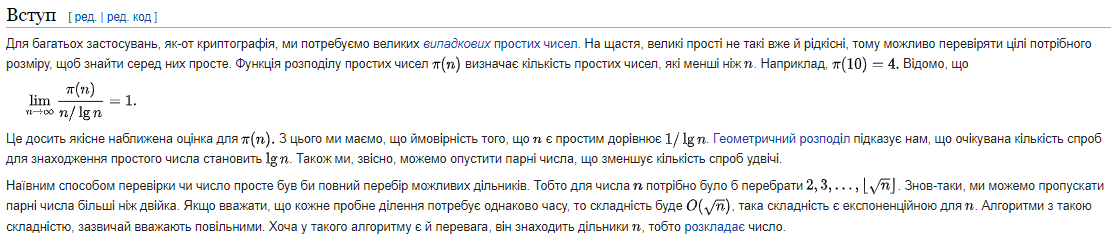 Вступ [ ред. | ред. код ]
Для багатьох застосувань, як-от криптографія, ми потребуємо великих випадкових простих чисел. На щастя, великі прості не такі вже й рідкісні, тому можливо перевіряти цілі потрібного
розміру, щоб знайти серед них просте. Функція розподілу простих чисел π(n) визначає кількість простих чисел, які менші ніж n. Наприклад, π(10) = 4. Відомо, що
lim n→∞ π(n) / (n/ lg n) = 1.
Це досить якісне наближена оцінка для π(n). З цього ми маємо, що ймовірність того, що n є простим дорівнює 1/ lg n. Геометричний розподіл підказує нам, що очікувана кількість спроб
для знаходження простого числа становить lg n. Також ми, звісно, можемо опустити парні числа, що зменшує кількість спроб удвічі.
Наївним способом перевірки чи число просте був би повний перебір можливих дільників. Тобто для числа n потрібно було б перебрати 2, 3, . . . , ⌊√n⌋. Знов-таки, ми можемо пропускати
парні числа більші ніж двійка. Якщо вважати, що кожне пробне ділення потребує однаково часу, то складність буде O(√n), така складність є експоненційною для n. Алгоритми з такою
складністю, зазвичай вважають повільними. Хоча у такого алгоритму є й перевага, він знаходить дільники n, тобто розкладає число.